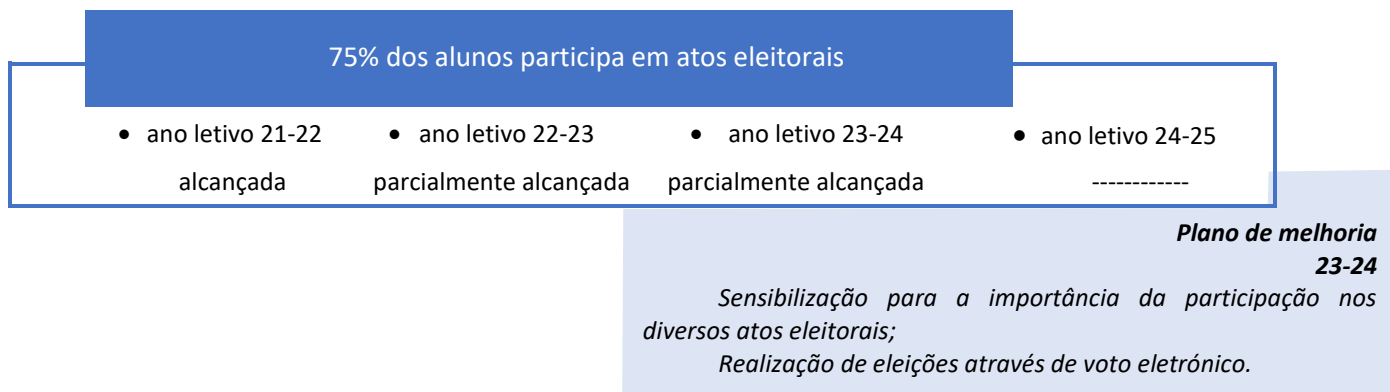 75% dos alunos participa em atos eleitorais
• ano letivo 21-22 • ano letivo 22-23 • ano letivo 23-24 • ano letivo 24-25
alcançada parcialmente alcançada parcialmente alcançada ------------
Plano de melhoria
23-24
Sensibilização para a importância da participação nos
diversos atos eleitorais;
Realização de eleições através de voto eletrónico.